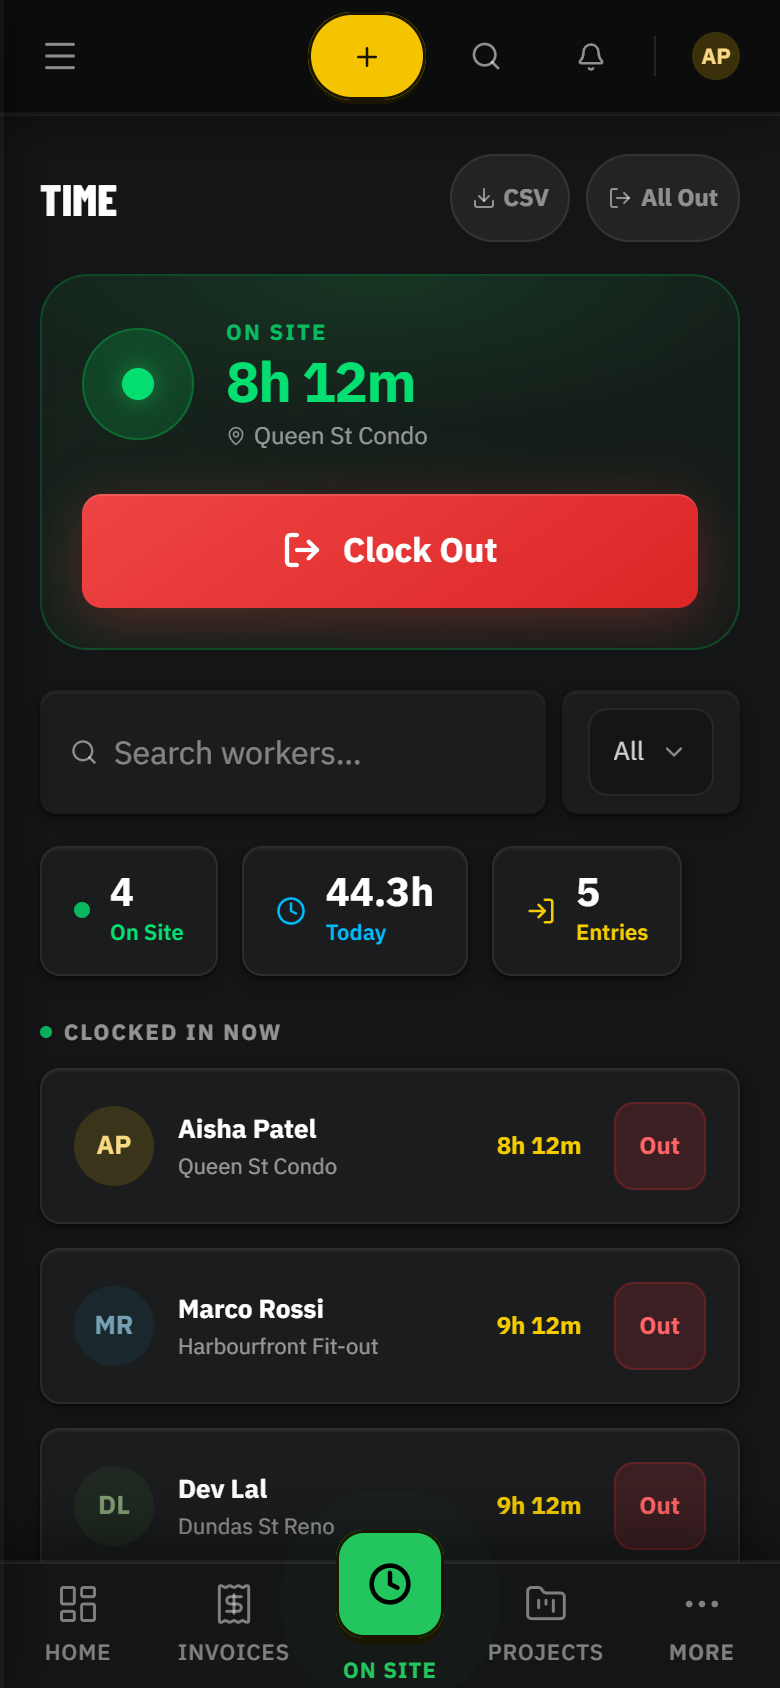 AP
TIME
CSV
All Out
ON SITE
8h 12m
Queen St Condo
Clock Out
Search workers...
All
4
On Site
44.3h
Today
5
Entries
CLOCKED IN NOW
AP
Aisha Patel
Queen St Condo
8h 12m
Out
MR
Marco Rossi
Harbourfront Fit-out
9h 12m
Out
DL
Dev Lal
Dundas St Reno
9h 12m
Out
HOME
INVOICES
ON SITE
PROJECTS
MORE